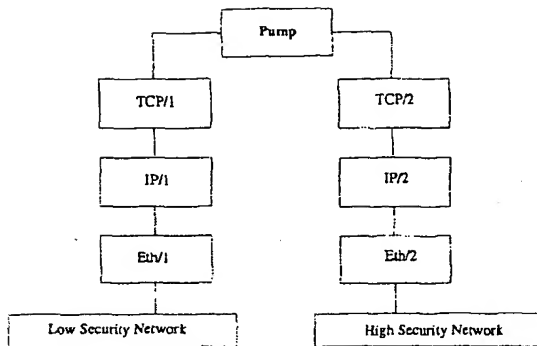 Pump
TCP/1
TCP/2
IP/1
IP/2
Eth/1
Eth/2
Low Security Network
High Security Network